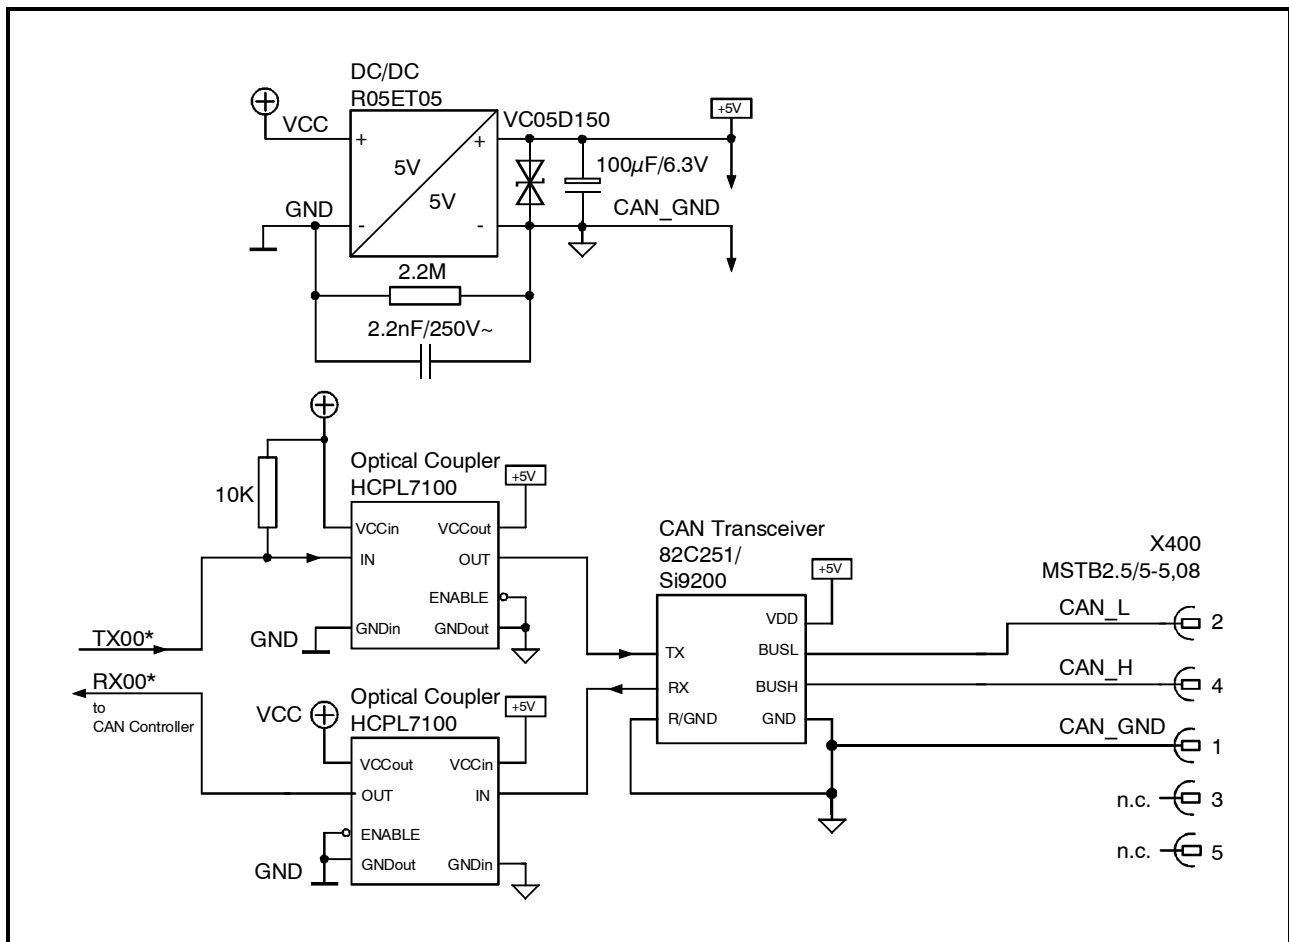 DC/DC
R05ET05
VCC
+
+
VC05D150
+5V
5V
5V
100µF/6.3V
GND
-
-
CAN_GND
2.2M
2.2nF/250V~
Optical Coupler
HCPL7100
+5V
10K
VCCin
VCCout
IN
OUT
ENABLE
GNDin
GNDout
GND
TX00*
RX00*
to
CAN Controller
CAN Transceiver
82C251/
Si9200
+5V
VDD
TX
BUSL
RX
BUSH
R/GND
GND
X400
MSTB2.5/5-5,08
CAN_L
2
CAN_H
4
CAN_GND
1
n.c.
3
n.c.
5
Optical Coupler
HCPL7100
+5V
VCC
VCCout
VCCin
OUT
IN
ENABLE
GNDout
GNDin
GND